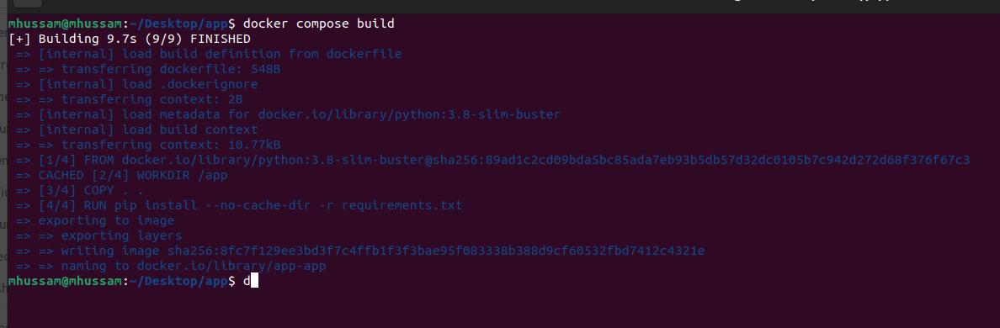 mhussam@mhussam:~/Desktop/app$ docker compose build
[+] Building 9.7s (9/9) FINISHED
=> [internal] load build definition from dockerfile
=> => transferring dockerfile: 548B
=> [internal] load .dockerignore
=> => transferring context: 2B
=> [internal] load metadata for docker.io/library/python:3.8-slim-buster
=> [internal] load build context
=> => transferring context: 10.77kB
=> [1/4] FROM docker.io/library/python:3.8-slim-buster@sha256:89ad1c2cd09bda5bc85ada7eb93b5db57d32dc0105b7c942d272d68f376f67c3
=> CACHED [2/4] WORKDIR /app
=> [3/4] COPY . .
=> [4/4] RUN pip install --no-cache-dir -r requirements.txt
=> exporting to image
=> => exporting layers
=> => writing image sha256:8fc7f129ee3bd3f7c4ffb1f3f3bae95f083338b388d9cf60532fbd7412c4321e
=> => naming to docker.io/library/app-app
mhussam@mhussam:~/Desktop/app$ d